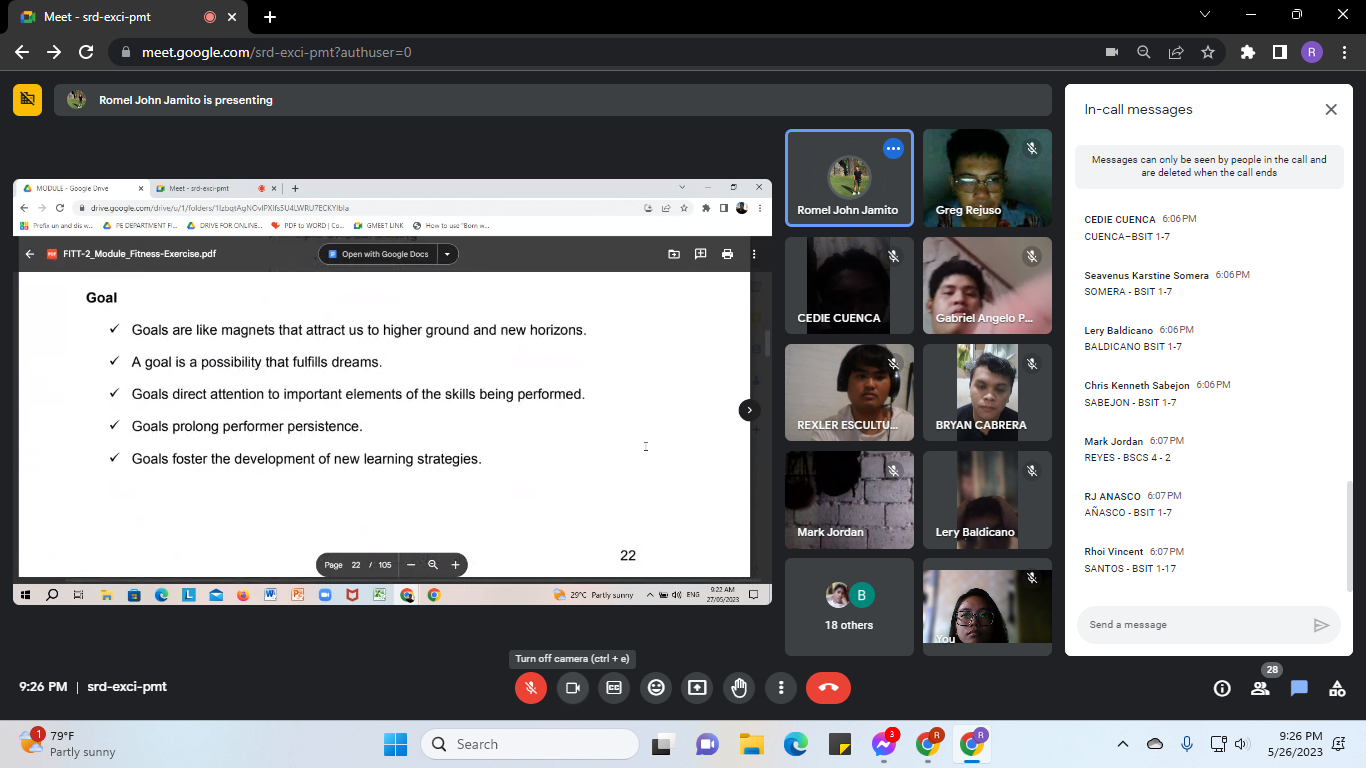 Meet - srd-exci-pmt
meet.google.com/srd-exci-pmt?authuser=0
R
Romel John Jamito is presenting
MODULE - Google Drive
Meet - srd-exci-pmt
drive.google.com/drive/u/1/folders/
Prefix un and dis w...
PE DEPARTMENT FI...
DRIVE FOR ONLINE...
PDF to WORD | Co...
GMEET LINK
How to use "Born w...
FITT-2_Module_Fitness-Exercise.pdf
Open with Google Docs
Goal
✓ Goals are like magnets that attract us to higher ground and new horizons.
✓ A goal is a possibility that fulfills dreams.
✓ Goals direct attention to important elements of the skills being performed.
✓ Goals prolong performer persistence.
✓ Goals foster the development of new learning strategies.
22
Page 22 / 105
29°C Partly sunny
ENG
9:22 AM
27/05/2023
Romel John Jamito
Greg Rejuso
CEDIE CUENCA
Gabriel Angelo P...
REXLER ESCULTU...
BRYAN CABRERA
Mark Jordan
Lery Baldicano
B
18 others
You
In-call messages
Messages can only be seen by people in the call and
are deleted when the call ends
CEDIE CUENCA 6:06 PM
CUENCA-BSIT 1-7
Seavenus Karstine Somera 6:06 PM
SOMERA - BSIT 1-7
Lery Baldicano 6:06 PM
BALDICANO BSIT 1-7
Chris Kenneth Sabejon 6:06 PM
SABEJON - BSIT 1-7
Mark Jordan 6:07 PM
REYES - BSCS 4 - 2
RJ ANASCO 6:07 PM
AÑASCO - BSIT 1-7
Rhoi Vincent 6:07 PM
SANTOS - BSIT 1-17
Send a message
Turn off camera (ctrl + e)
9:26 PM | srd-exci-pmt
CC
28
1
79°F
Partly sunny
Search
3
R
R
9:26 PM
5/26/2023